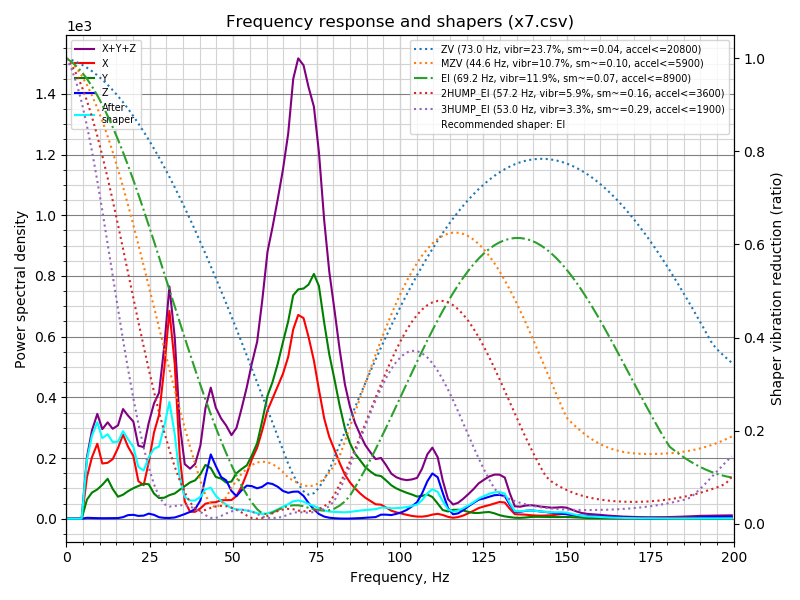 Frequency response and shapers (x7.csv)
1e3
X+Y+Z
X
Y
Z
After
shaper
ZV (73.0 Hz, vibr=23.7%, sm~=0.04, accel<=20800)
MZV (44.6 Hz, vibr=10.7%, sm~=0.10, accel<=5900)
EI (69.2 Hz, vibr=11.9%, sm~=0.07, accel<=8900)
2HUMP_EI (57.2 Hz, vibr=5.9%, sm~=0.16, accel<=3600)
3HUMP_EI (53.0 Hz, vibr=3.3%, sm~=0.29, accel<=1900)
Recommended shaper: EI
Power spectral density
1.4
1.2
1.0
0.8
0.6
0.4
0.2
0.0
1.0
0.8
0.6
0.4
0.2
0.0
Shaper vibration reduction (ratio)
0 25 50 75 100 125 150 175 200
Frequency, Hz